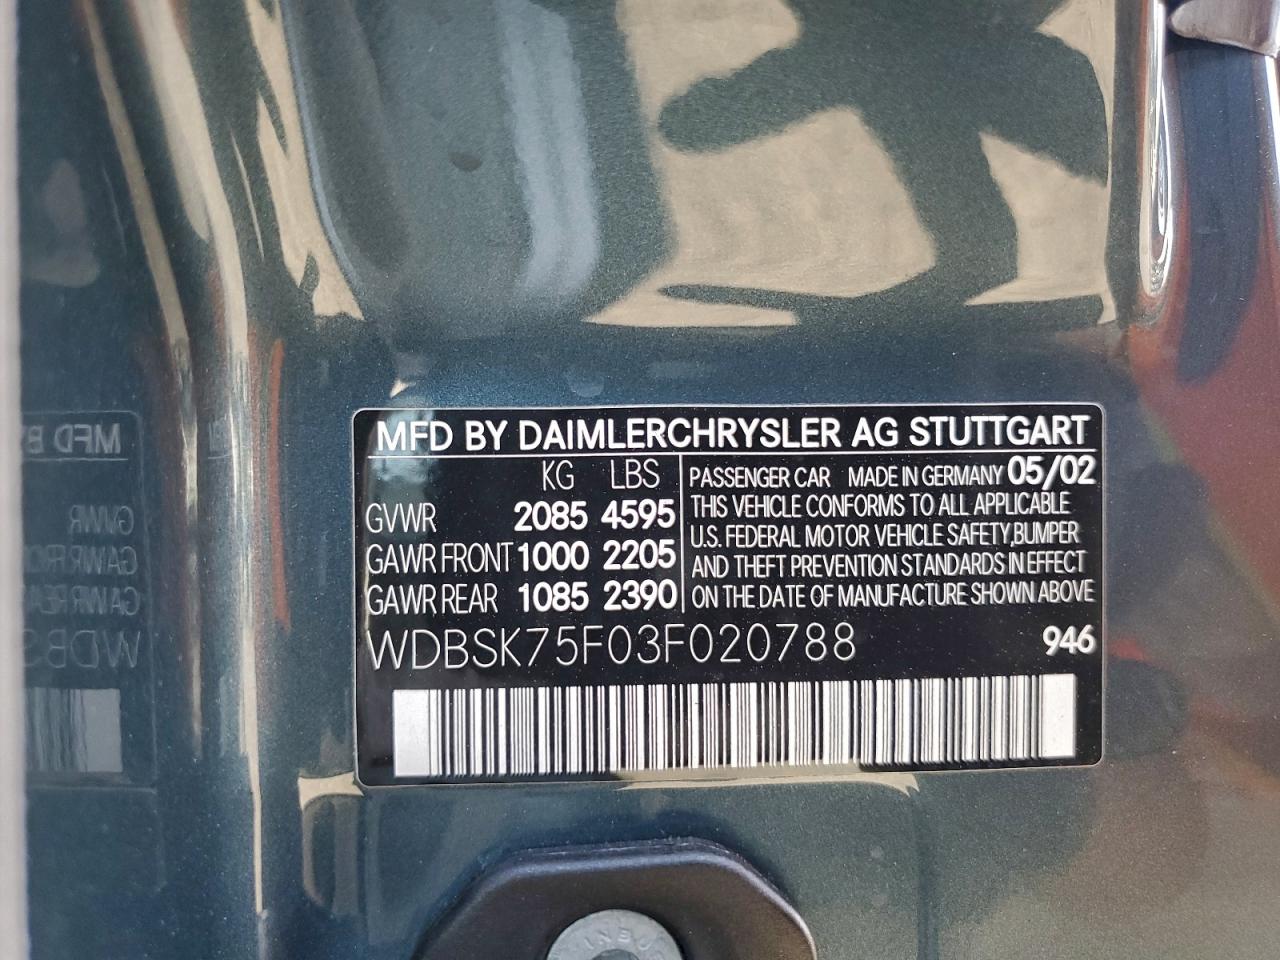 MFD BY DAIMLERCHRYSLER AG STUTTGART
KG LBS
GVWR 2085 4595
GAWR FRONT 1000 2205
GAWR REAR 1085 2390
PASSENGER CAR MADE IN GERMANY 05/02
THIS VEHICLE CONFORMS TO ALL APPLICABLE
U.S. FEDERAL MOTOR VEHICLE SAFETY,BUMPER
AND THEFT PREVENTION STANDARDS IN EFFECT
ON THE DATE OF MANUFACTURE SHOWN ABOVE
WDBSK75F03F020788 946